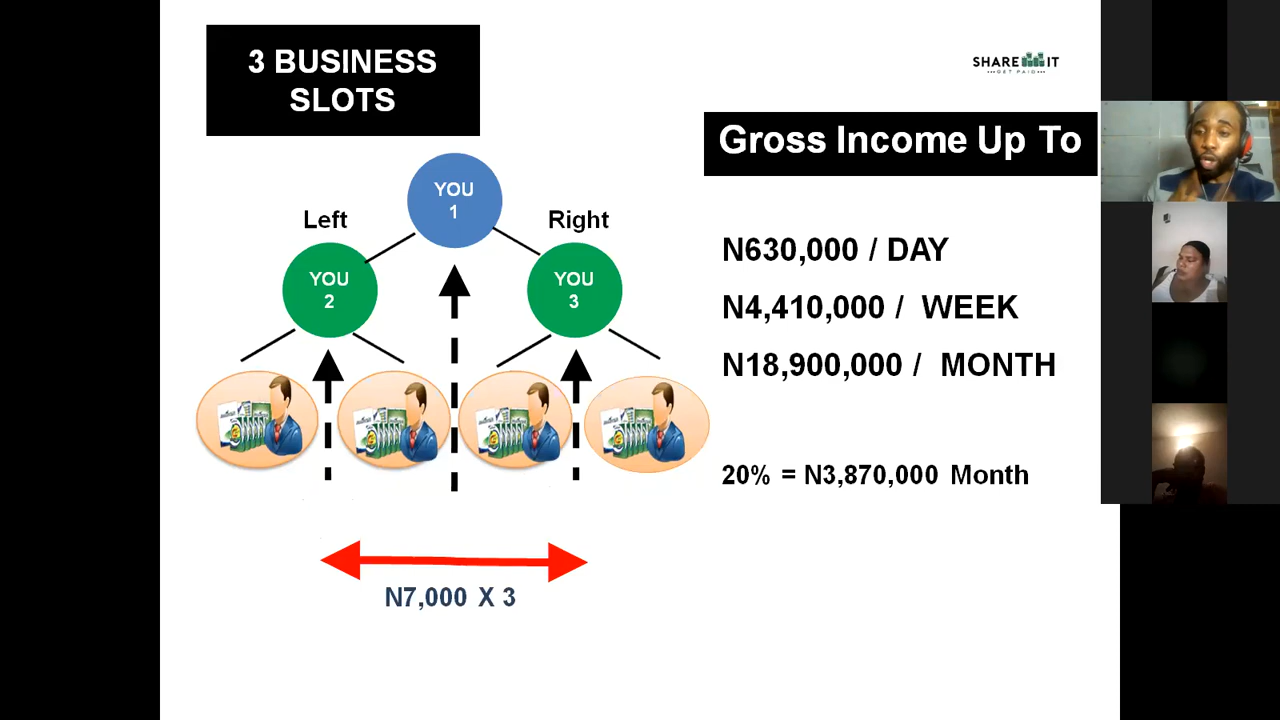 3 BUSINESS
SLOTS
SHARE IT
GET PAID
Gross Income Up To
YOU
1
Left
Right
YOU
2
YOU
3
N630,000 / DAY
N4,410,000 / WEEK
N18,900,000 / MONTH
20% = N3,870,000 Month
N7,000 X 3